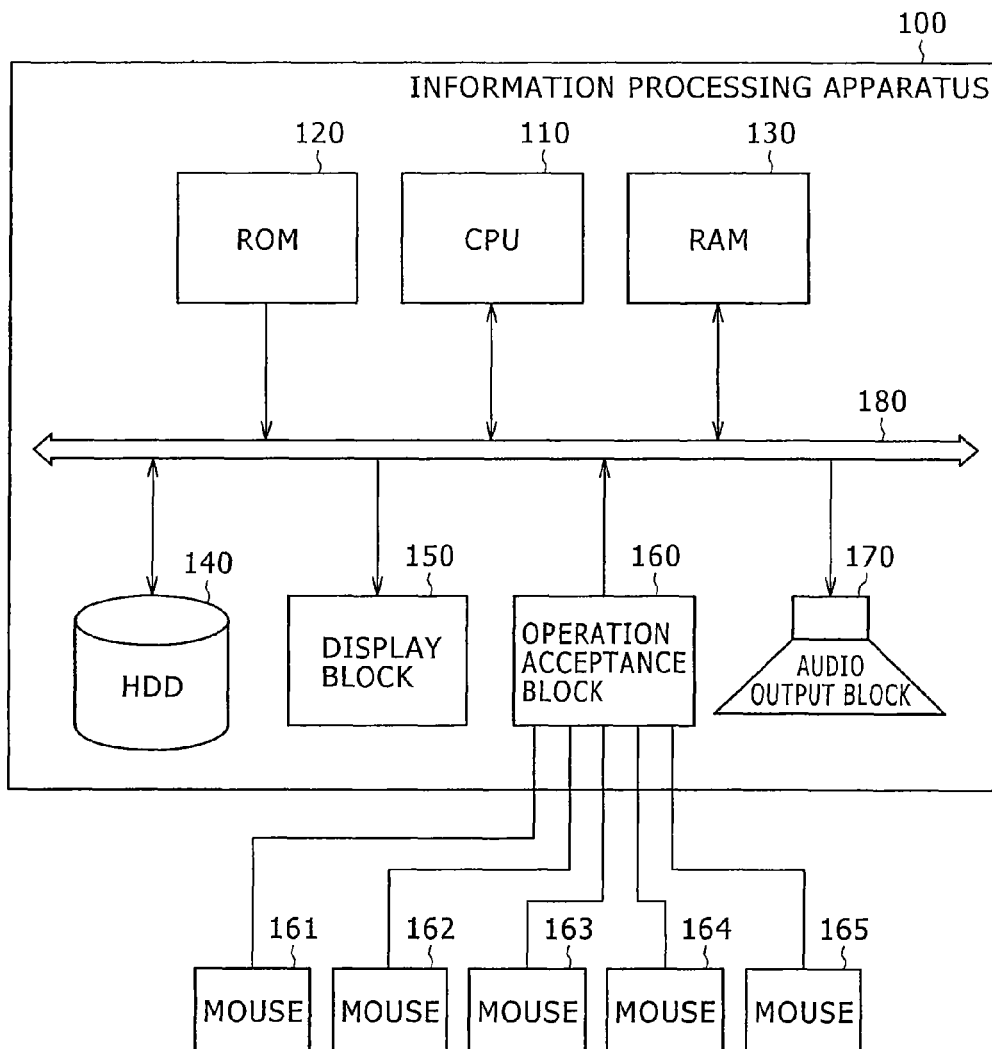 100
INFORMATION PROCESSING APPARATUS
120
110
130
ROM
CPU
RAM
180
140
150
160
170
HDD
DISPLAY
BLOCK
OPERATION
ACCEPTANCE
BLOCK
AUDIO
OUTPUT BLOCK
161
162
163
164
165
MOUSE
MOUSE
MOUSE
MOUSE
MOUSE